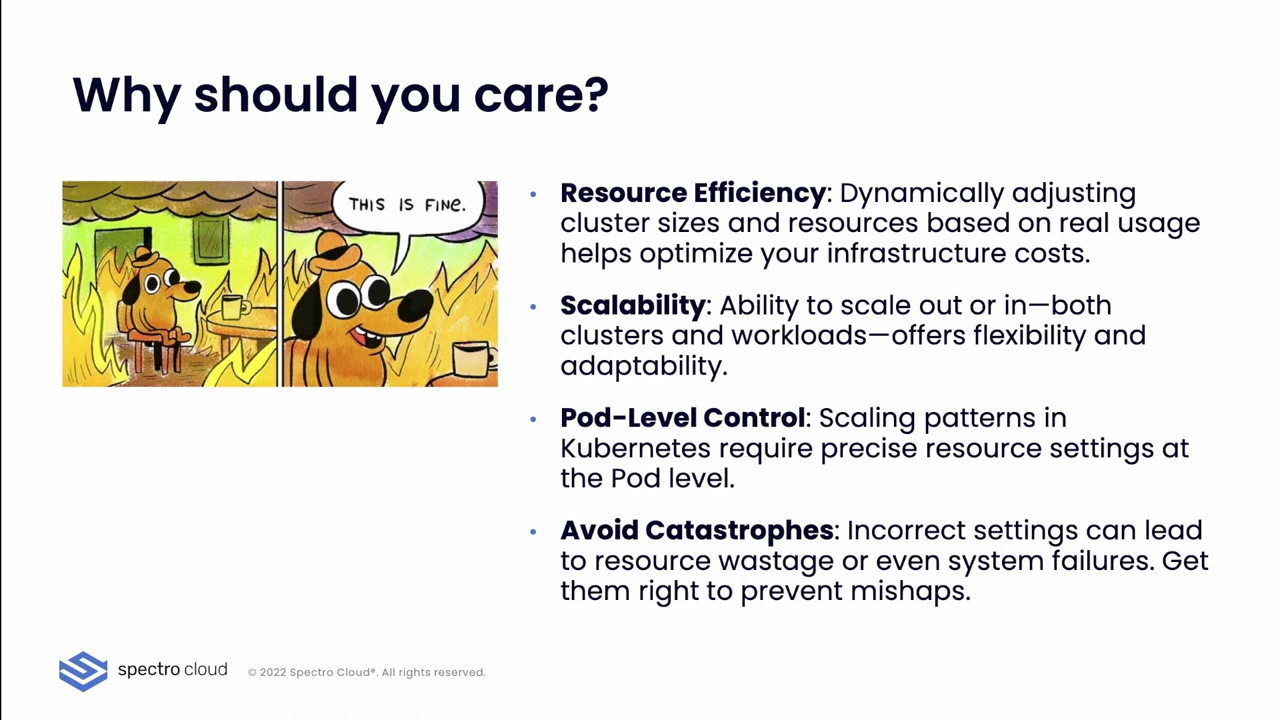 Why should you care?
THIS IS FINE.
• Resource Efficiency: Dynamically adjusting
cluster sizes and resources based on real usage
helps optimize your infrastructure costs.
• Scalability: Ability to scale out or in—both
clusters and workloads—offers flexibility and
adaptability.
• Pod-Level Control: Scaling patterns in
Kubernetes require precise resource settings at
the Pod level.
• Avoid Catastrophes: Incorrect settings can lead
to resource wastage or even system failures. Get
them right to prevent mishaps.
spectro cloud
© 2022 Spectro Cloud®. All rights reserved.